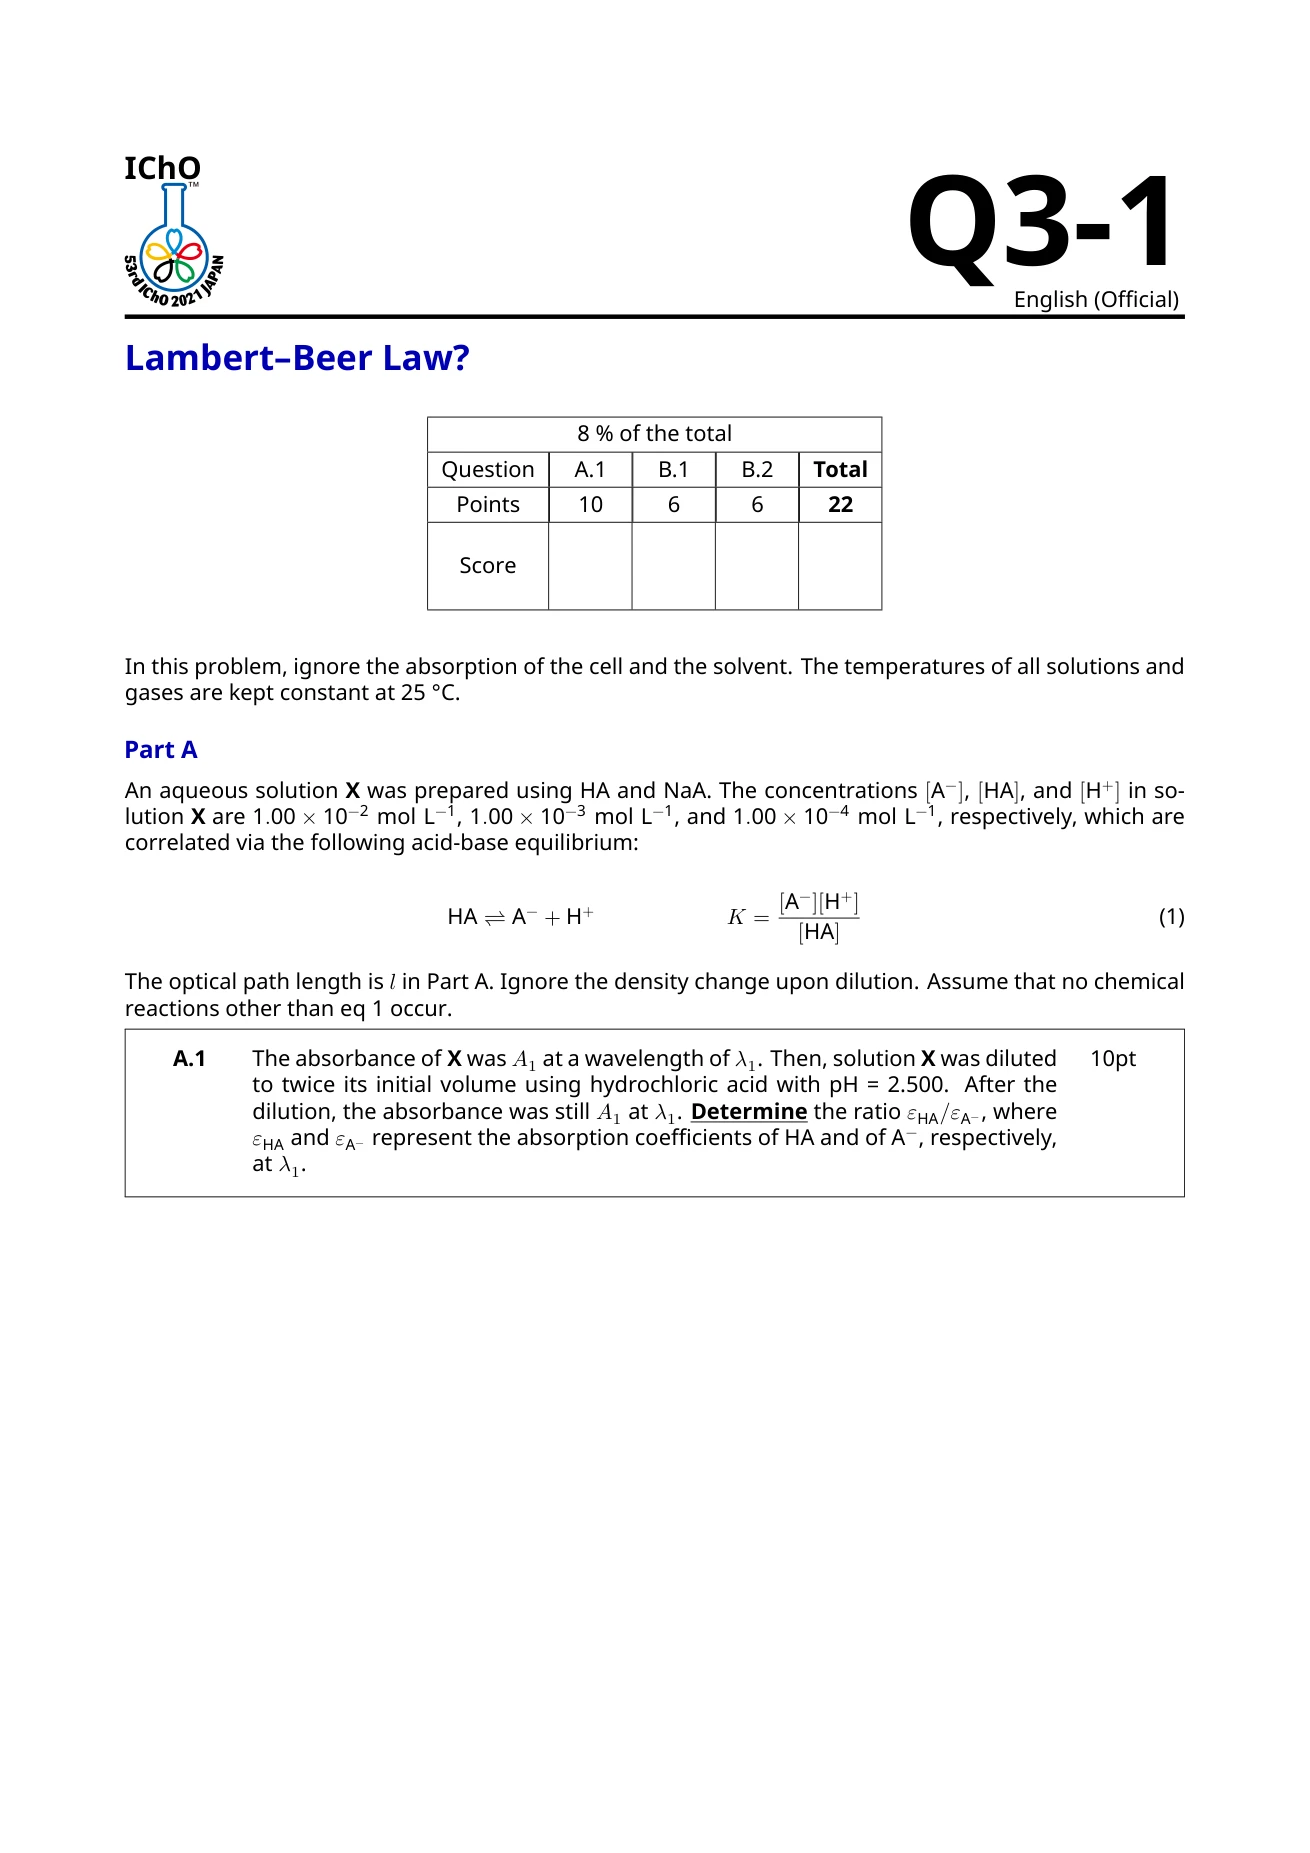 IChO
TM
53rd IChO 2021 JAPAN
Q3-1
English (Official)
Lambert–Beer Law?
8 % of the total
Question A.1 B.1 B.2 Total
Points 10 6 6 22
Score
In this problem, ignore the absorption of the cell and the solvent. The temperatures of all solutions and
gases are kept constant at 25 °C.
Part A
An aqueous solution X was prepared using HA and NaA. The concentrations [A⁻], [HA], and [H⁺] in so-
lution X are 1.00 × 10⁻² mol L⁻¹, 1.00 × 10⁻³ mol L⁻¹, and 1.00 × 10⁻⁴ mol L⁻¹, respectively, which are
correlated via the following acid-base equilibrium:
HA ⇌ A⁻ + H⁺ K = [A⁻][H⁺] / [HA] (1)
The optical path length is l in Part A. Ignore the density change upon dilution. Assume that no chemical
reactions other than eq 1 occur.
A.1 The absorbance of X was A₁ at a wavelength of λ₁. Then, solution X was diluted 10pt
to twice its initial volume using hydrochloric acid with pH = 2.500. After the
dilution, the absorbance was still A₁ at λ₁. Determine the ratio ε_HA/ε_A⁻, where
ε_HA and ε_A⁻ represent the absorption coefficients of HA and of A⁻, respectively,
at λ₁.